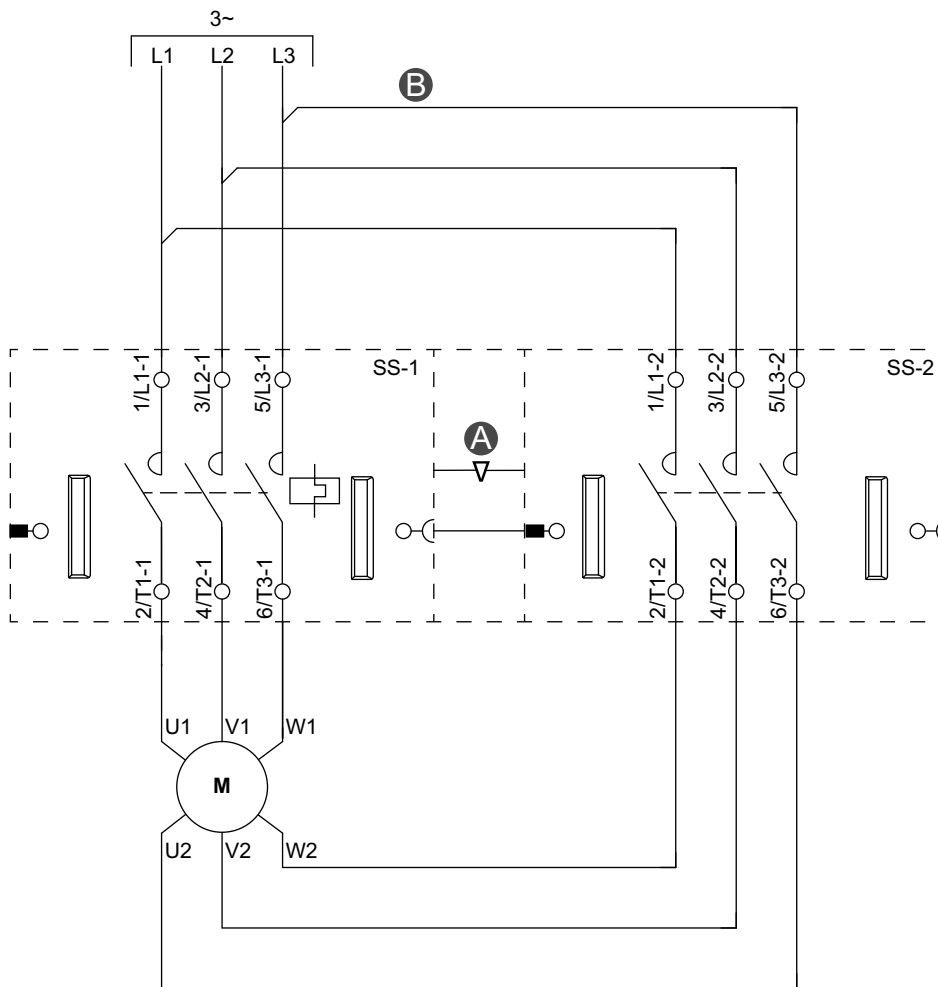 3~
L1 L2 L3
B
SS-1 SS-2
1/L1-1 3/L2-1 5/L3-1 1/L1-2 3/L2-2 5/L3-2
A
2/T1-1 4/T2-1 6/T3-1 2/T1-2 4/T2-2 6/T3-2
U1 V1 W1
M
U2 V2 W2